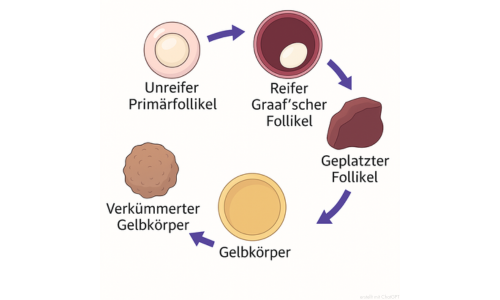 Unreifer
Primärfollikel
Reifer
Graaf'scher
Follikel
Geplatzter
Follikel
Gelbkörper
Verkümmerter
Gelbkörper